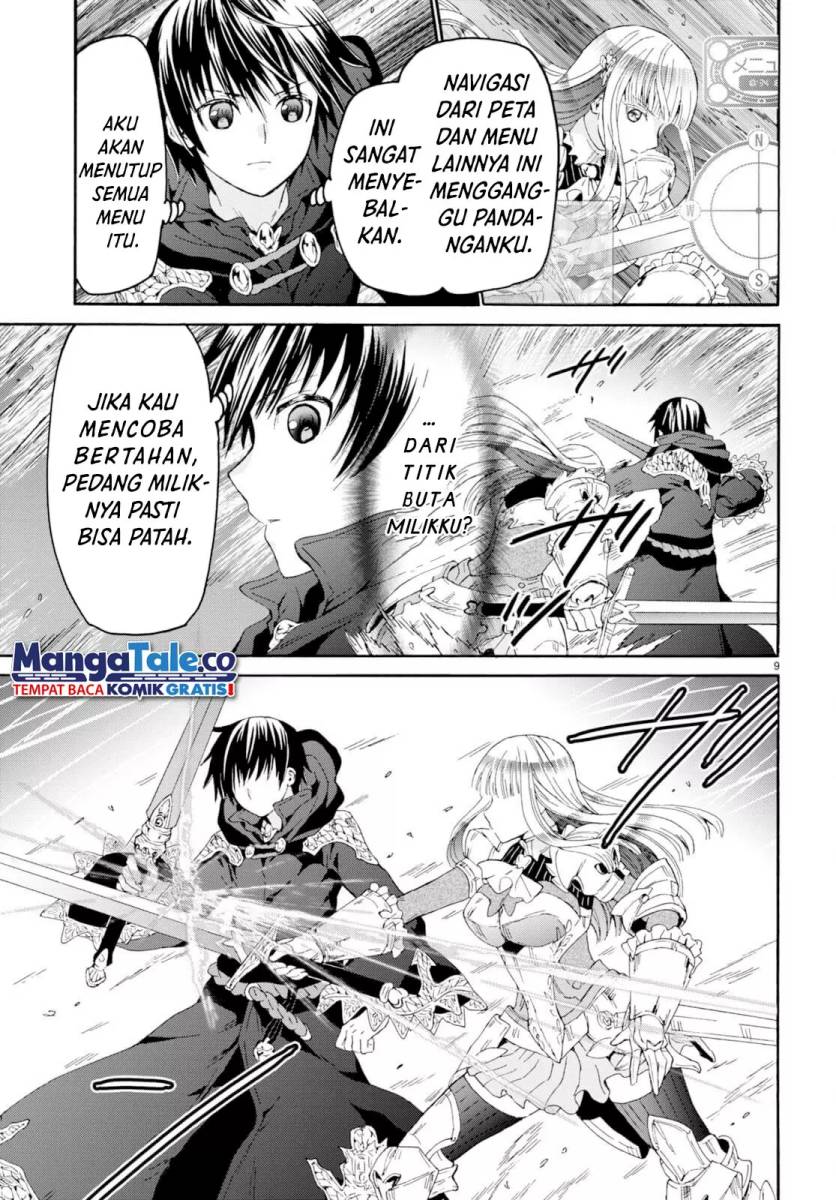 NAVIGASI
DARI PETA
DAN MENU
LAINNYA INI
MENGGANG-
GU PANDA-
NGANKU.
INI
SANGAT
MENYE-
BAL-
KAN.
AKU
AKAN
MENUTUP
SEMUA
MENU
ITU.
N
W
S
...
DARI
TITIK
BUTA
MILIKKU?
JIKA KAU
MENCOBA
BERTAHAN,
PEDANG MILIK-
NYA PASTI
BISA PATAH.
9
MangaTale.co
TEMPAT BACA KOMIK GRATIS!